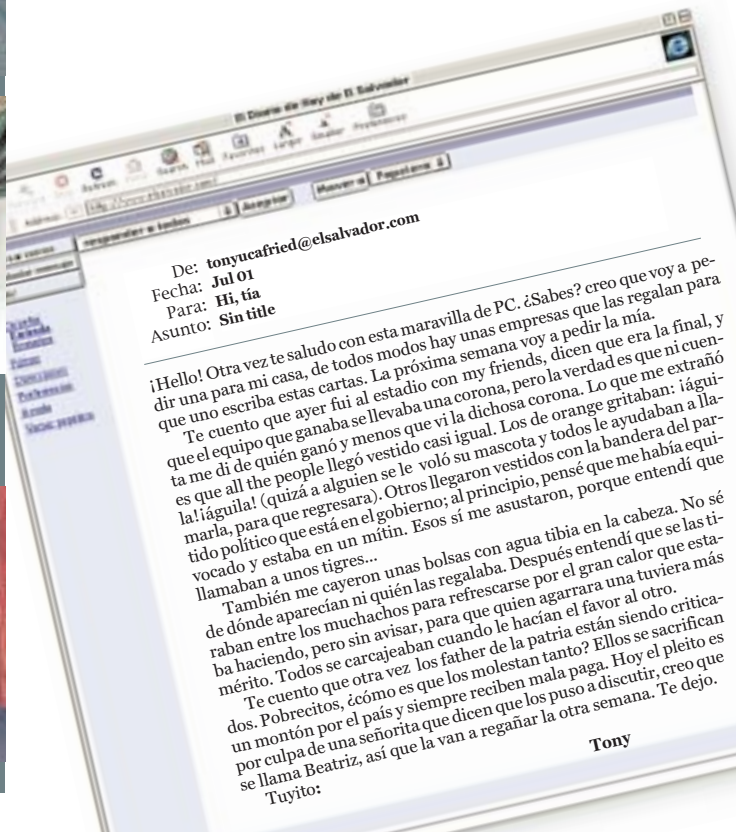 El Diario de Hoy de El Salvador
Search
Favorites
Larger
Smaller
Preferences
responder a todos
Aceptar
Mover a
Papelera
De: tonyucafried@elsalvador.com
Fecha: Jul 01
Para: Hi, tía
Asunto: Sin title
¡Hello! Otra vez te saludo con esta maravilla de PC. ¿Sabes? creo que voy a pe-
dir una para mi casa, de todos modos hay unas empresas que las regalan para
que uno escriba estas cartas. La próxima semana voy a pedir la mía.
Te cuento que ayer fui al estadio con my friends, dicen que era la final, y
que el equipo que ganaba se llevaba una corona, pero la verdad es que ni cuen-
ta me di de quién ganó y menos que vi la dichosa corona. Lo que me extrañó
es que all the people llegó vestido casi igual. Los de orange gritaban: ¡águi-
la!¡águila! (quizá a alguien se le voló su mascota y todos le ayudaban a lla-
marla, para que regresara). Otros llegaron vestidos con la bandera del par-
tido político que está en el gobierno; al principio, pensé que me había equi-
vocado y estaba en un mítin. Esos sí me asustaron, porque entendí que
llamaban a unos tigres...
También me cayeron unas bolsas con agua tibia en la cabeza. No sé
de dónde aparecían ni quién las regalaba. Después entendí que se las ti-
raban entre los muchachos para refrescarse por el gran calor que esta-
ba haciendo, pero sin avisar, para que quien agarrara una tuviera más
mérito. Todos se carcajeaban cuando le hacían el favor al otro.
Te cuento que otra vez los father de la patria están siendo critica-
dos. Pobrecitos, ¿cómo es que los molestan tanto? Ellos se sacrifican
un montón por el país y siempre reciben mala paga. Hoy el pleito es
por culpa de una señorita que dicen que los puso a discutir, creo que
se llama Beatriz, así que la van a regañar la otra semana. Te dejo.
Tuyito:
Tony